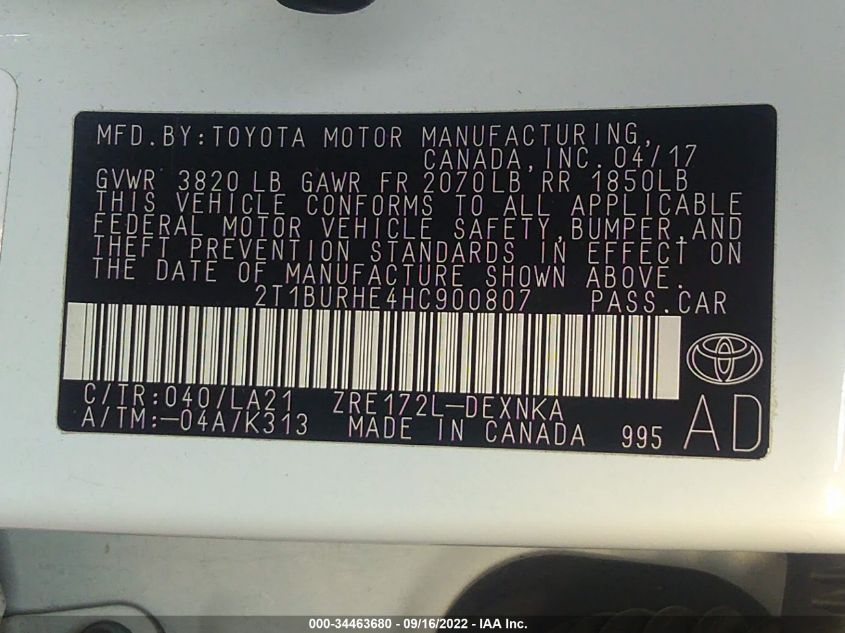 MFD.BY:TOYOTA MOTOR MANUFACTURING,
CANADA,INC.04/17
GVWR 3820 LB GAWR FR 2070LB RR 1850LB
THIS VEHICLE CONFORMS TO ALL APPLICABLE
FEDERAL MOTOR VEHICLE SAFETY,BUMPER,AND
THEFT PREVENTION STANDARDS IN EFFECT ON
THE DATE OF MANUFACTURE SHOWN ABOVE.
2T1BURHE4HC900807 PASS.CAR
C/TR:040/LA21 ZRE172L-DEXNKA
A/TM:-04A/K313 MADE IN CANADA 995 AD
000-34463680 - 09/16/2022 - IAA Inc.